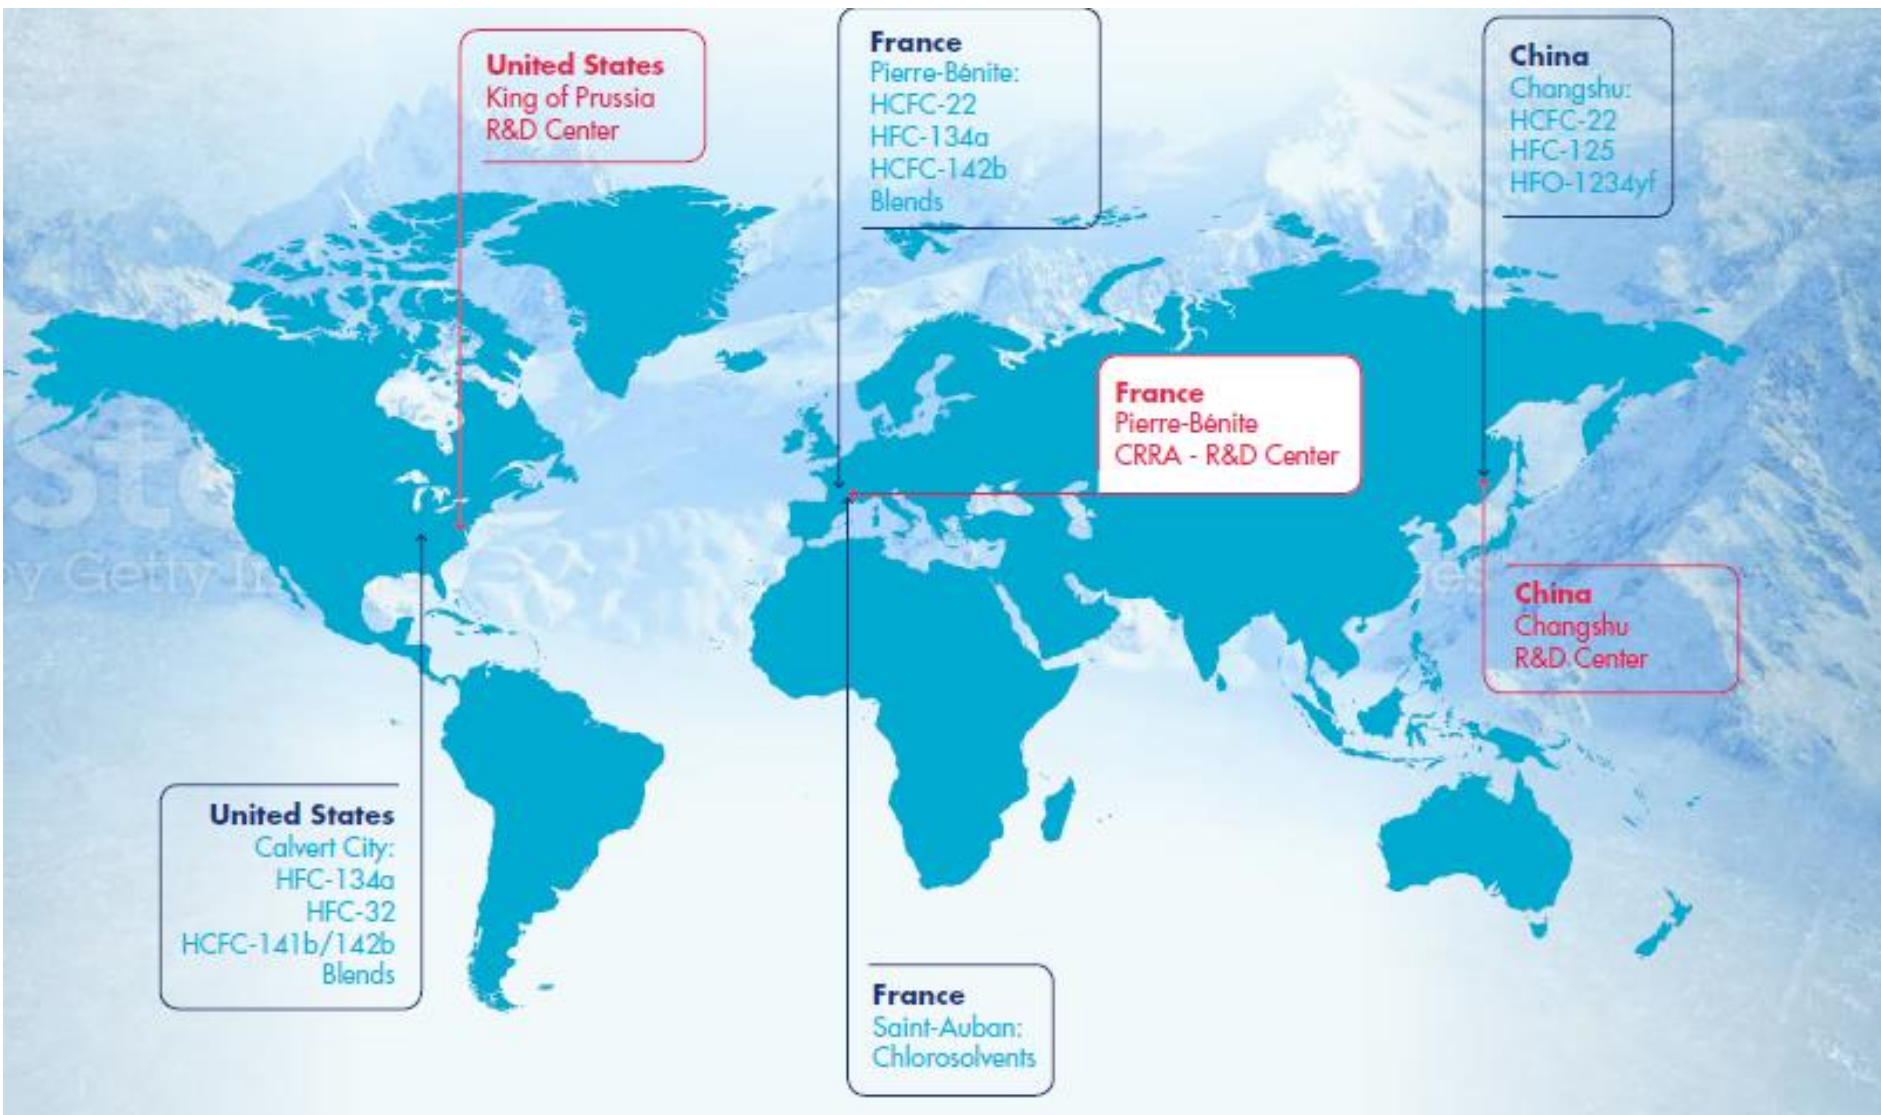 United States
King of Prussia
R&D Center
France
Pierre-Bénite:
HCFC-22
HFC-134a
HCFC-142b
Blends
China
Changshu:
HCFC-22
HFC-125
HFO-1234yf
France
Pierre-Bénite
CRRA - R&D Center
China
Changshu
R&D Center
United States
Calvert City:
HFC-134a
HFC-32
HCFC-141b/142b
Blends
France
Saint-Auban:
Chlorosolvents
by Getty